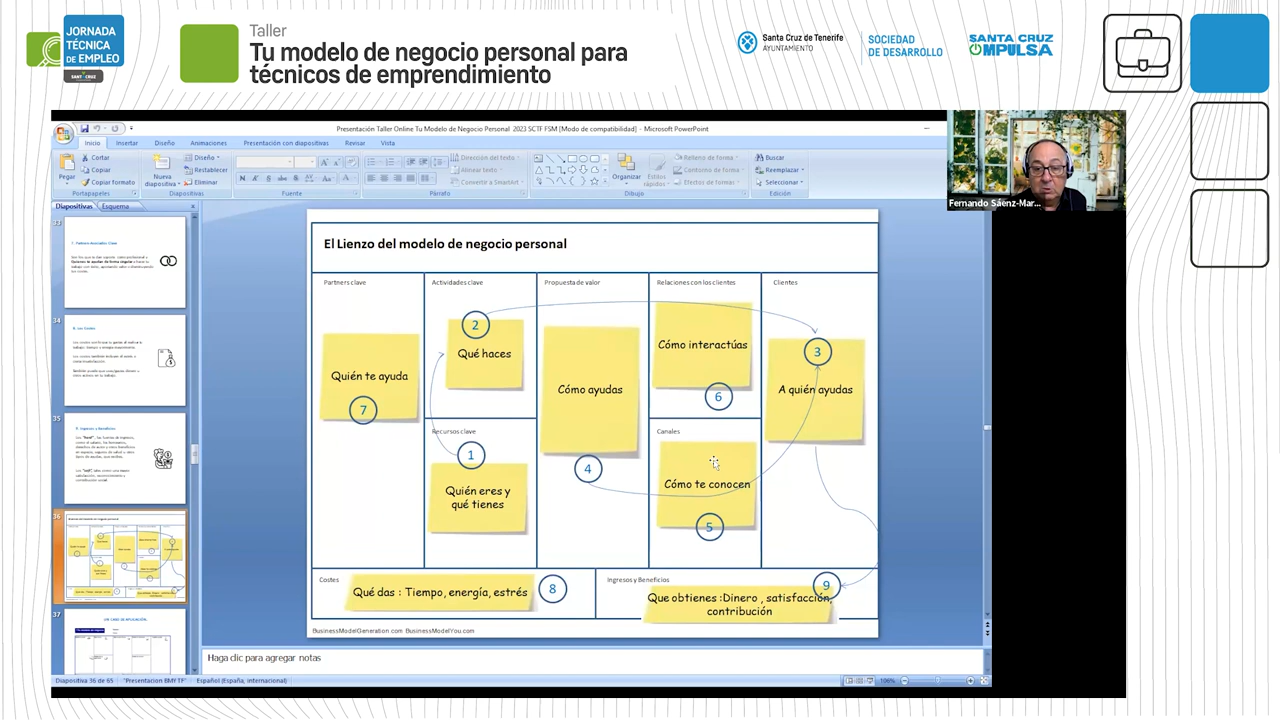 JORNADA
TÉCNICA
DE EMPLEO
SANTA CRUZ
Taller
Tu modelo de negocio personal para
técnicos de emprendimiento
Santa Cruz de Tenerife
AYUNTAMIENTO
SOCIEDAD
DE DESARROLLO
SANTA CRUZ
MPULSA
Presentación Taller Online Tu Modelo de Negocio Personal 2023 SCTF FSM [Modo de compatibilidad] - Microsoft PowerPoint
Inicio
Insertar
Diseño
Animaciones
Presentación con diapositivas
Revisar
Vista
Pegar
Cortar
Copiar
Copiar formato
Portapapeles
Nueva
diapositiva
Diseño
Restablecer
Eliminar
Diapositivas
Fuente
Dirección del texto
Alinear texto
Convertir a SmartArt
Párrafo
Organizar
Estilos
rápidos
Relleno de forma
Contorno de forma
Efectos de formas
Dibujo
Buscar
Reemplazar
Seleccionar
Edición
Fernando Sáenz-Mar...
Diapositivas
Esquema
33
34
35
36
37
El Lienzo del modelo de negocio personal
Partners clave
Actividades clave
Propuesta de valor
Relaciones con los clientes
Clientes
Quién te ayuda
7
2
Qué haces
Cómo ayudas
4
Cómo interactúas
6
3
A quién ayudas
Recursos clave
1
Quién eres y
qué tienes
Canales
Cómo te conocen
5
Costes
Qué das : Tiempo, energía, estrés
8
Ingresos y Beneficios
9
Que obtienes :Dinero , satisfacción,
contribución
BusinessModelGeneration.com BusinessModelYou.com
Haga clic para agregar notas
Diapositiva 36 de 65
"Presentacion BMY TF"
Español (España, internacional)
106%